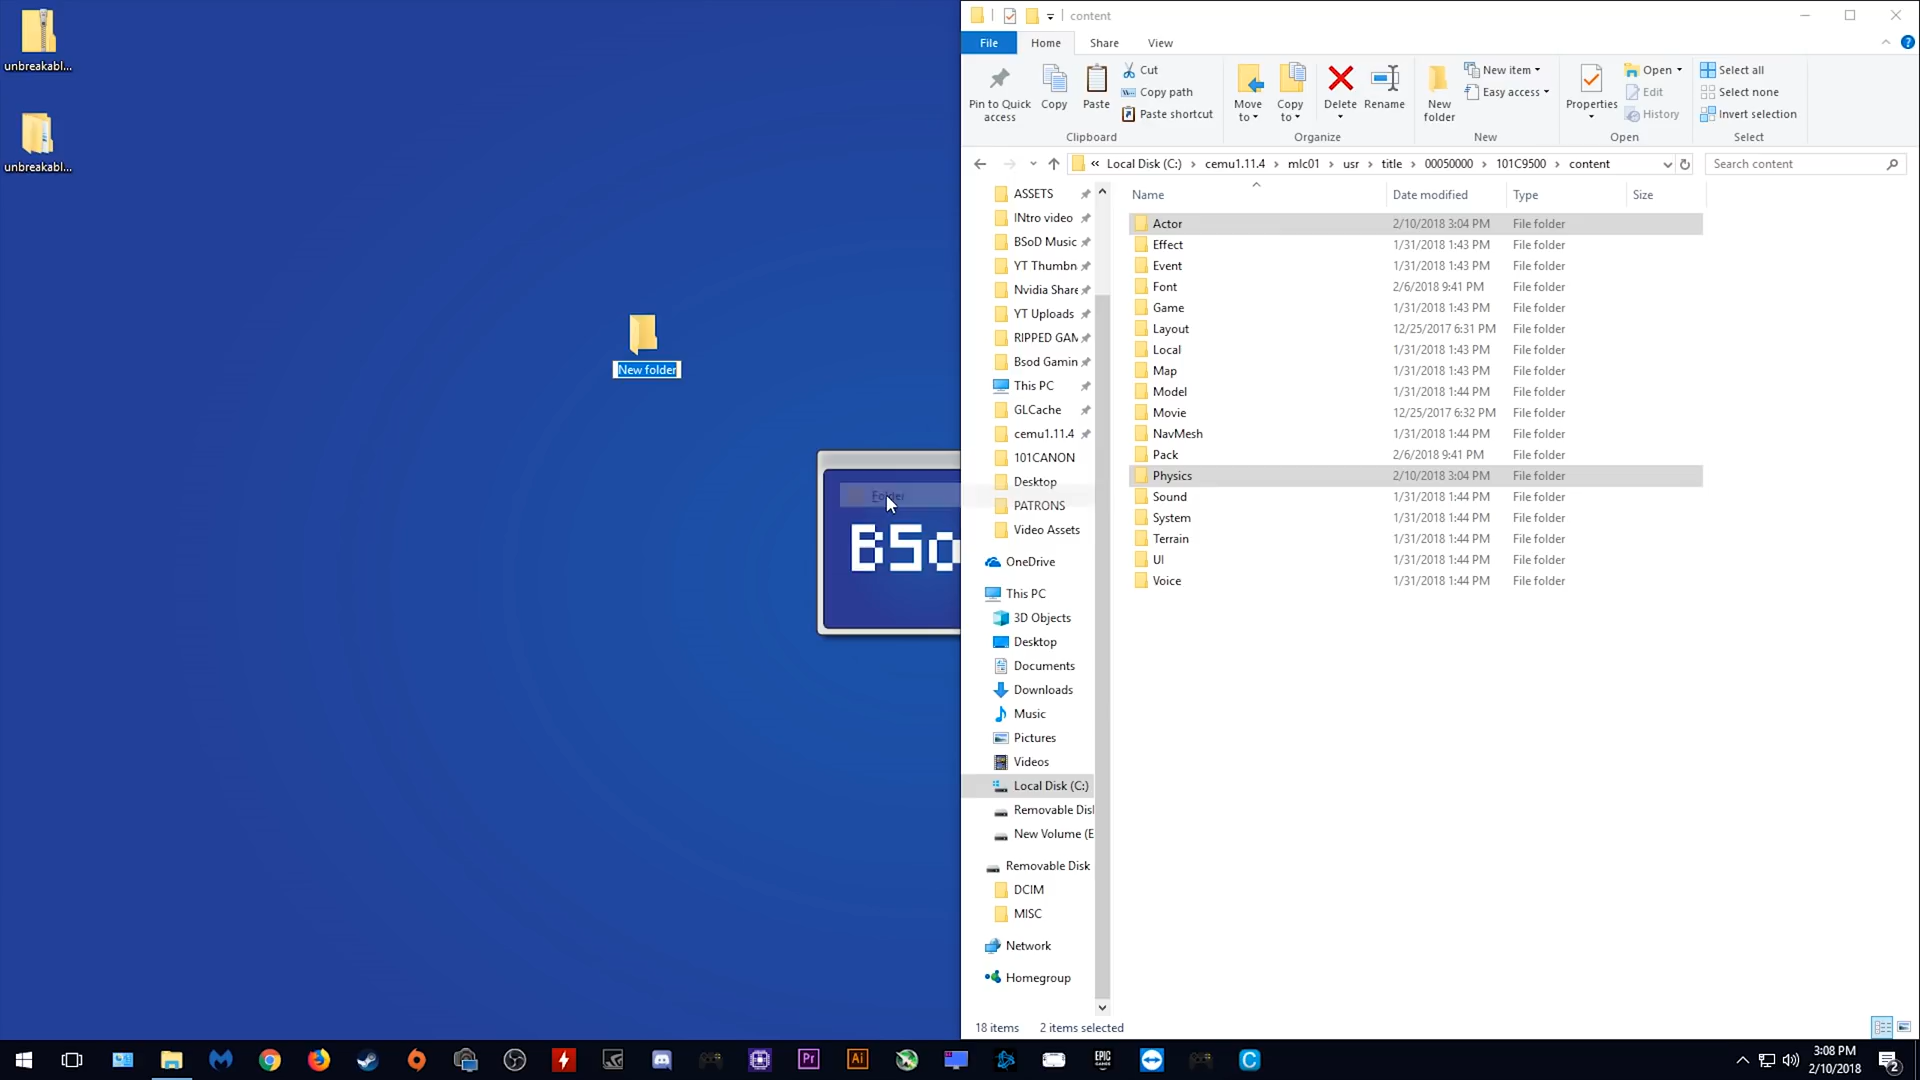 unbreakabl...
unbreakabl...
New folder
Folder
BSo
content
File
Home
Share
View
Pin to Quick access
Copy
Paste
Cut
Copy path
Paste shortcut
Clipboard
Move to
Copy to
Delete
Rename
Organize
New folder
New item
Easy access
New
Properties
Open
Edit
History
Open
Select all
Select none
Invert selection
Select
« Local Disk (C:) > cemu1.11.4 > mlc01 > usr > title > 00050000 > 101C9500 > content
Search content
ASSETS
INtro video
BSoD Music
YT Thumbn
Nvidia Share
YT Uploads
RIPPED GAM
Bsod Gamin
This PC
GLCache
cemu1.11.4
101CANON
Desktop
PATRONS
Video Assets
OneDrive
This PC
3D Objects
Desktop
Documents
Downloads
Music
Pictures
Videos
Local Disk (C:)
Removable Disk
New Volume (E
Removable Disk
DCIM
MISC
Network
Homegroup
Name Date modified Type Size
Actor 2/10/2018 3:04 PM File folder
Effect 1/31/2018 1:43 PM File folder
Event 1/31/2018 1:43 PM File folder
Font 2/6/2018 9:41 PM File folder
Game 1/31/2018 1:43 PM File folder
Layout 12/25/2017 6:31 PM File folder
Local 1/31/2018 1:43 PM File folder
Map 1/31/2018 1:43 PM File folder
Model 1/31/2018 1:44 PM File folder
Movie 12/25/2017 6:32 PM File folder
NavMesh 1/31/2018 1:44 PM File folder
Pack 2/6/2018 9:41 PM File folder
Physics 2/10/2018 3:04 PM File folder
Sound 1/31/2018 1:44 PM File folder
System 1/31/2018 1:44 PM File folder
Terrain 1/31/2018 1:44 PM File folder
UI 1/31/2018 1:44 PM File folder
Voice 1/31/2018 1:44 PM File folder
18 items 2 items selected
Pr
Ai
EPIC
GAMES
C
3:08 PM
2/10/2018
2